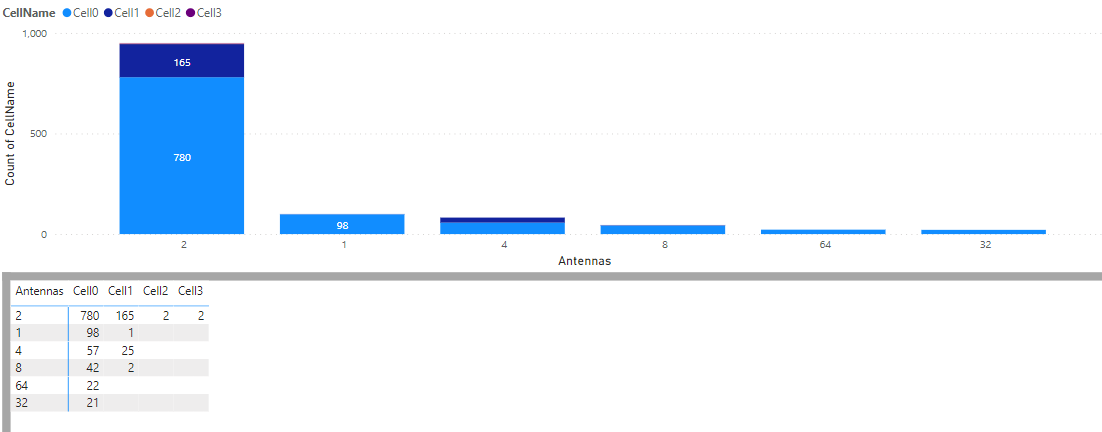 CellName Cell0 Cell1 Cell2 Cell3
1,000
500
0
Count of CellName
165
780
98
2 1 4 8 64 32
Antennas
Antennas Cell0 Cell1 Cell2 Cell3
2 780 165 2 2
1 98 1
4 57 25
8 42 2
64 22
32 21